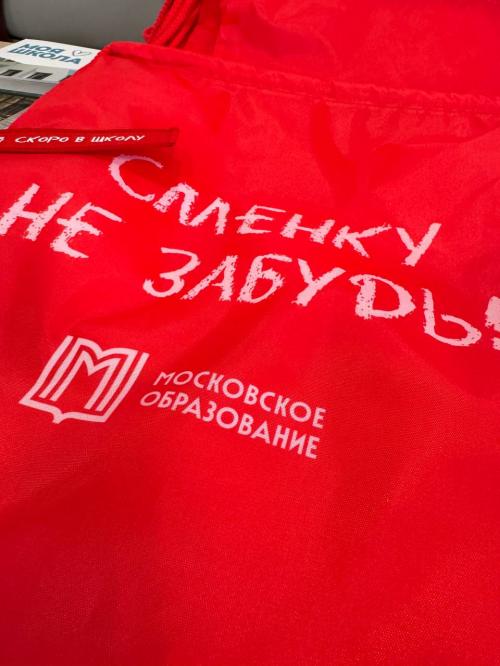 МОЯ
ШКОЛА
СКОРО В ШКОЛУ
СМЕНКУ
НЕ ЗАБУДЬ!
М
МОСКОВСКОЕ
ОБРАЗОВАНИЕ